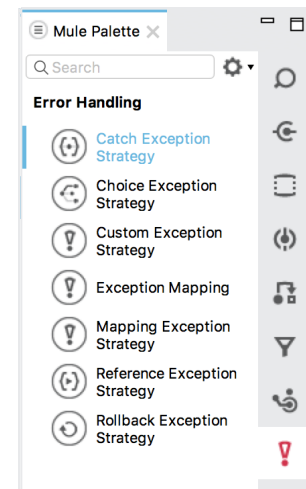 Mule Palette
Search
Error Handling
Catch Exception
Strategy
Choice Exception
Strategy
Custom Exception
Strategy
Exception Mapping
Mapping Exception
Strategy
Reference Exception
Strategy
Rollback Exception
Strategy